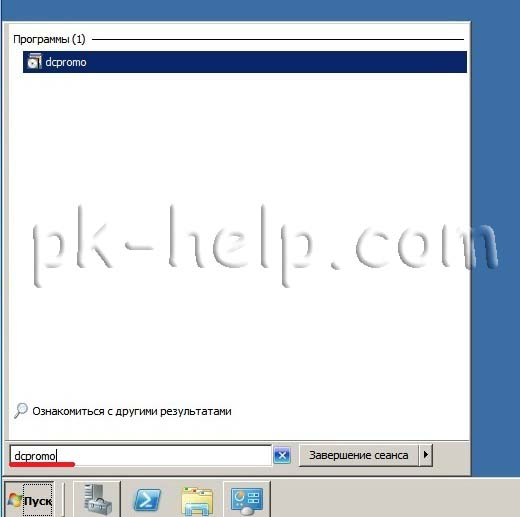 Программы (1)
dcpromo
pk-help.com
Ознакомиться с другими результатами
dcpromo
Завершение сеанса
Пуск